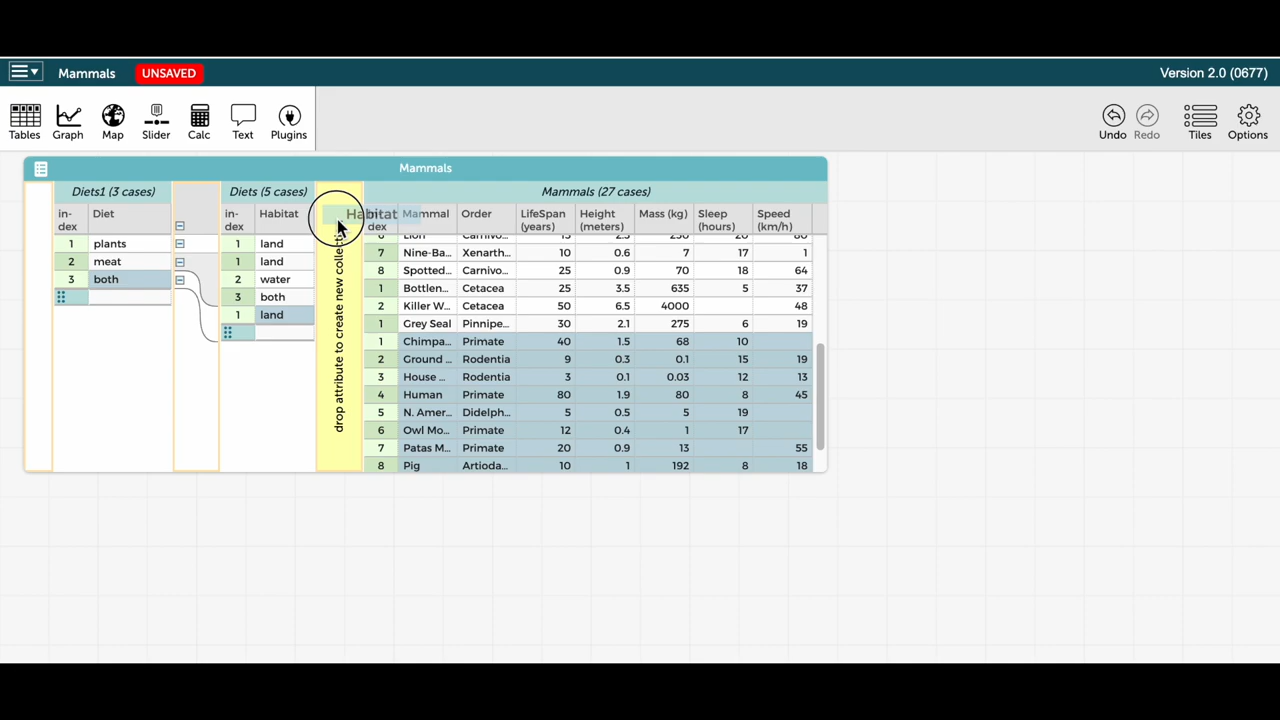 Mammals UNSAVED Version 2.0 (0677)
Tables Graph Map Slider Calc Text Plugins Undo Redo Tiles Options
Mammals
Diets1 (3 cases) Diets (5 cases) Mammals (27 cases)
in-dex Diet in-dex Habitat Habitat dex Mammal Order LifeSpan (years) Height (meters) Mass (kg) Sleep (hours) Speed (km/h)
drop attribute to create new collecti
1 plants 1 land 7 Nine-Ba... Xenarth... 10 0.6 7 17 1
2 meat 1 land 8 Spotted... Carnivo... 25 0.9 70 18 64
3 both 2 water 1 Bottlen... Cetacea 25 3.5 635 5 37
3 both 2 Killer W... Cetacea 50 6.5 4000 48
1 land 1 Grey Seal Pinnipe... 30 2.1 275 6 19
1 Chimpa... Primate 40 1.5 68 10
2 Ground ... Rodentia 9 0.3 0.1 15 19
3 House ... Rodentia 3 0.1 0.03 12 13
4 Human Primate 80 1.9 80 8 45
5 N. Amer... Didelph... 5 0.5 5 19
6 Owl Mo... Primate 12 0.4 1 17
7 Patas M... Primate 20 0.9 13 55
8 Pig Artioda... 10 1 192 8 18